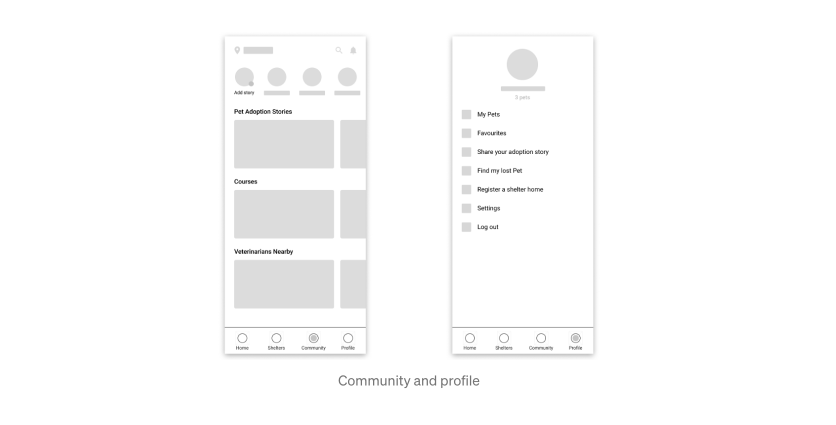 Add story
Pet Adoption Stories
Courses
Veterinarians Nearby
Home
Shelters
Community
Profile
3 pets
My Pets
Favourites
Share your adoption story
Find my lost Pet
Register a shelter home
Settings
Log out
Home
Shelters
Community
Profile
Community and profile